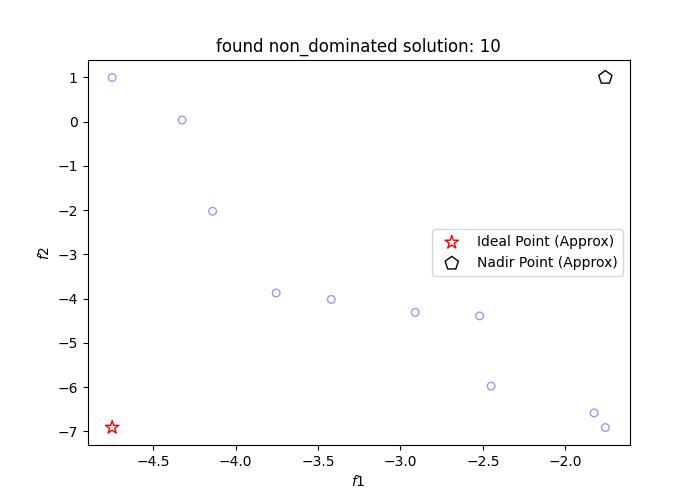 found non_dominated solution: 10
1
0
−1
−2
−3
−4
−5
−6
−7
f2
Ideal Point (Approx)
Nadir Point (Approx)
−4.5 −4.0 −3.5 −3.0 −2.5 −2.0
f1